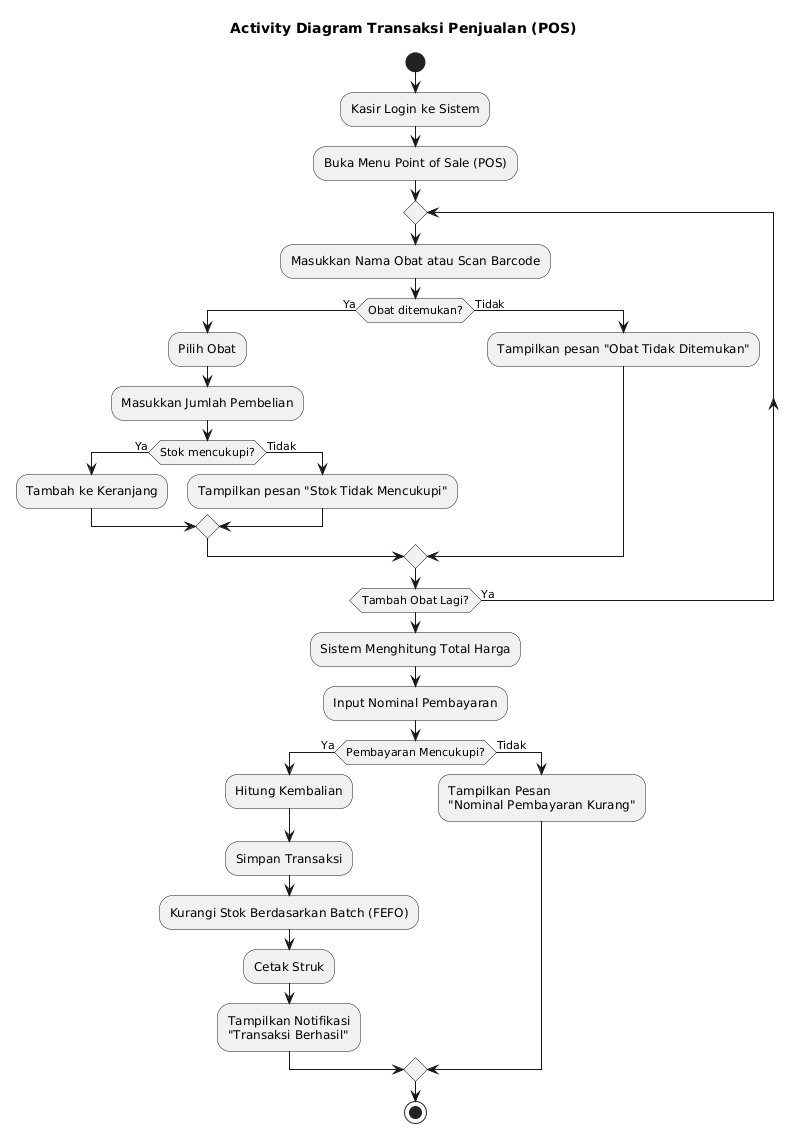 Activity Diagram Transaksi Penjualan (POS)
Kasir Login ke Sistem
Buka Menu Point of Sale (POS)
Masukkan Nama Obat atau Scan Barcode
Ya
Obat ditemukan?
Tidak
Pilih Obat
Tampilkan pesan "Obat Tidak Ditemukan"
Masukkan Jumlah Pembelian
Ya
Stok mencukupi?
Tidak
Tambah ke Keranjang
Tampilkan pesan "Stok Tidak Mencukupi"
Tambah Obat Lagi?
Ya
Sistem Menghitung Total Harga
Input Nominal Pembayaran
Ya
Pembayaran Mencukupi?
Tidak
Hitung Kembalian
Tampilkan Pesan
"Nominal Pembayaran Kurang"
Simpan Transaksi
Kurangi Stok Berdasarkan Batch (FEFO)
Cetak Struk
Tampilkan Notifikasi
"Transaksi Berhasil"